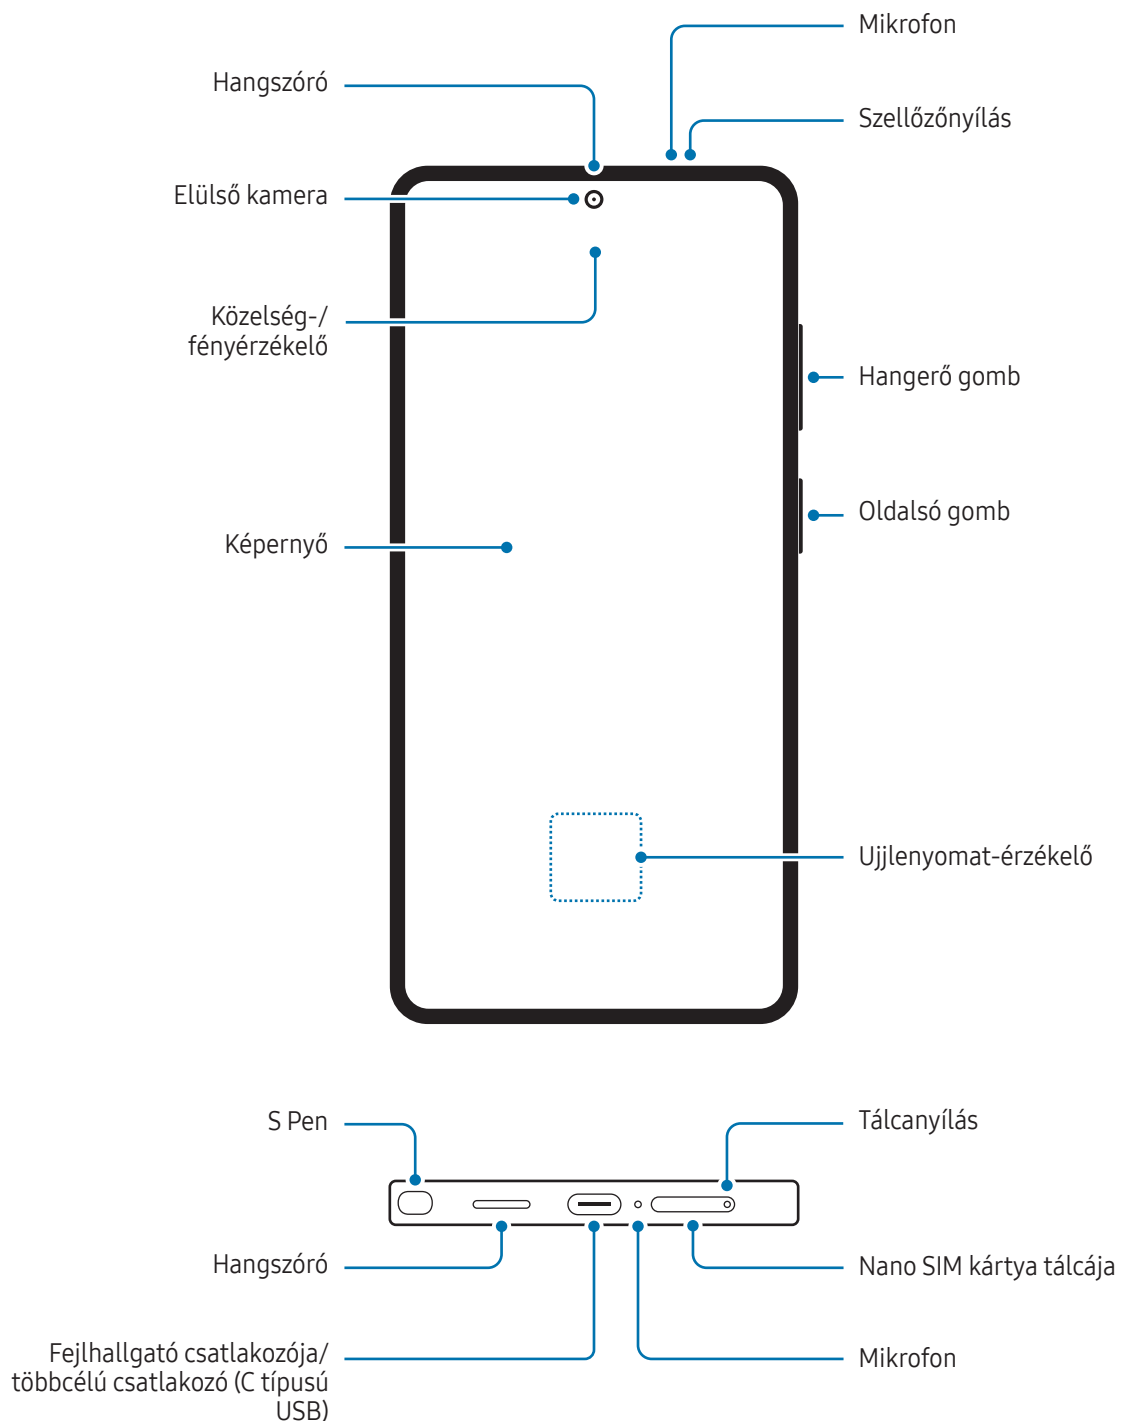 Mikrofon
Hangszóró
Szellőzőnyílás
Elülső kamera
Közelség-/
fényérzékelő
Hangerő gomb
Oldalsó gomb
Képernyő
Ujjlenyomat-érzékelő
S Pen
Tálcanyílás
Hangszóró
Nano SIM kártya tálcája
Fejlhallgató csatlakozója/
többcélú csatlakozó (C típusú
USB)
Mikrofon